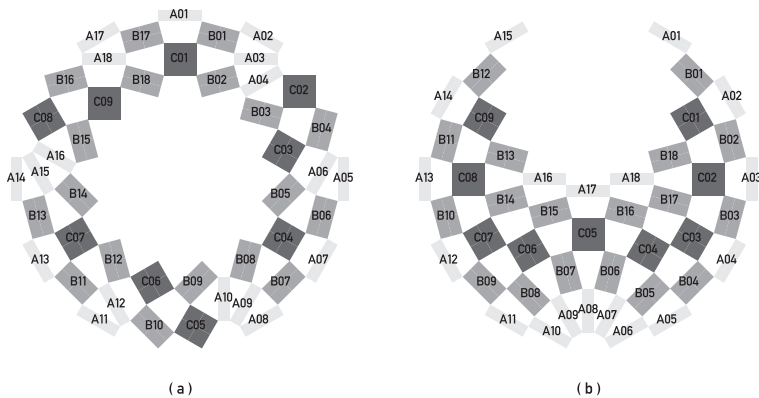 A01
A15 A01
A17 B17 B01 A02
A18 C01 A03
B12 B01
B16 B18 B02 A04
C02
A14 A02
C09 B03
C08 B04
C09 C01
B15 C03
B11 B02
A16 B13 B18
A14 A15 A06 A05
A13 C08 A16 A17 A18 C02 A03
B14 B05
B14 B15 B16 B17
B13 B06
B10 B03
C07 C04
C07 C06 C05 C04 C03
A13 B12 B08 A07
A12 B07 B06 A04
B11 C06 B09 B07
B09 B08 B05 B04
A12 A10 A09
A11 B10 C05 A08
A11 A10 A09 A08 A07 A06 A05
(a) (b)